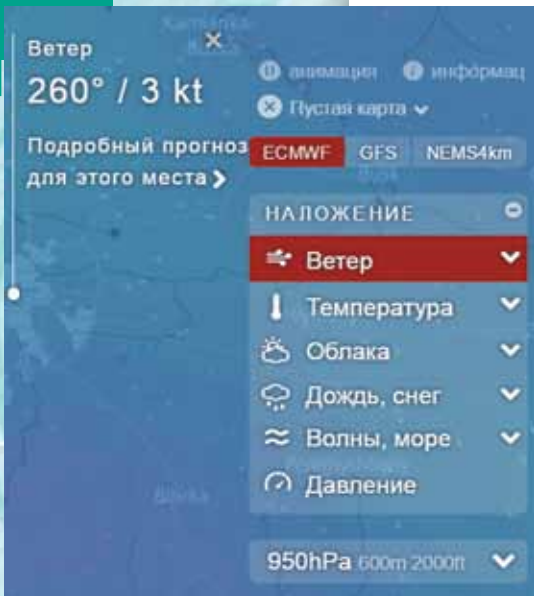 Ветер
260° / 3 kt
Подробный прогноз
для этого места
анимация информац
Пустая карта
ECMWF GFS NEMS4km
НАЛОЖЕНИЕ
Ветер
Температура
Облака
Дождь, снег
Волны, море
Давление
950hPa 600m 2000ft